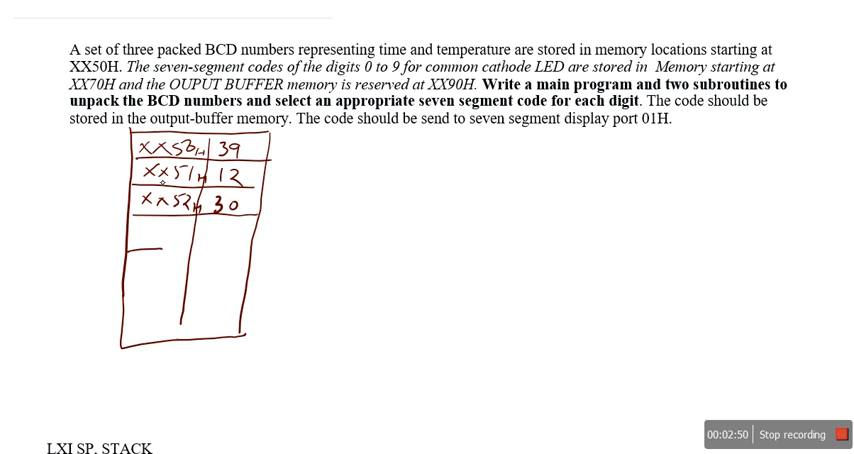 A set of three packed BCD numbers representing time and temperature are stored in memory locations starting at
XX50H. The seven-segment codes of the digits 0 to 9 for common cathode LED are stored in Memory starting at
XX70H and the OUPUT BUFFER memory is reserved at XX90H. Write a main program and two subroutines to
unpack the BCD numbers and select an appropriate seven segment code for each digit. The code should be
stored in the output-buffer memory. The code should be send to seven segment display port 01H.
XX50H 39
XX51H 12
XX52H 30
LXI SP, STACK
00:02:50 Stop recording